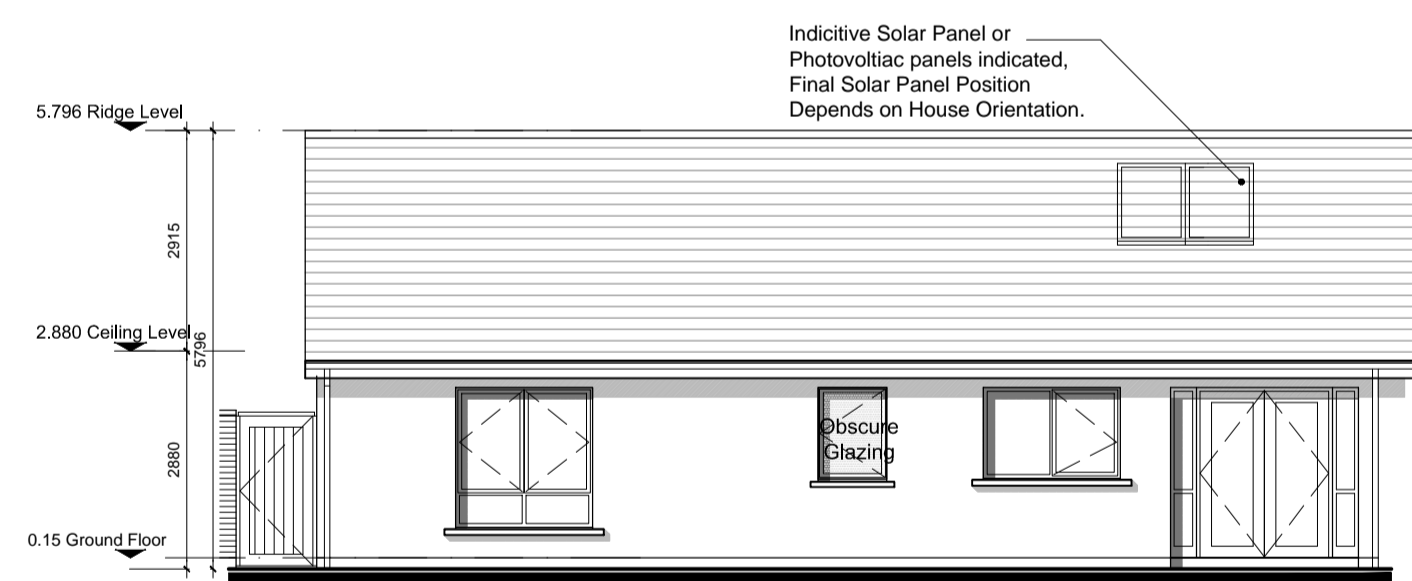 Indicitive Solar Panel or
Photovoltiac panels indicated,
Final Solar Panel Position
Depends on House Orientation.
5.796 Ridge Level
2915
2.880 Ceiling Level
5796
2880
Obscure
Glazing
0.15 Ground Floor